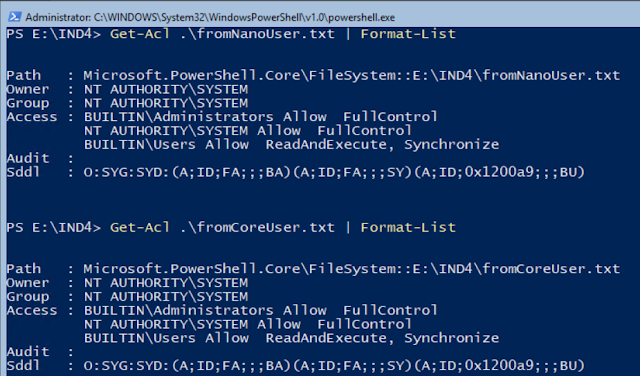 Administrator: C:\WINDOWS\System32\WindowsPowerShell\v1.0\powershell.exe
PS E:\IND4> Get-Acl .\fromNanoUser.txt | Format-List
Path   : Microsoft.PowerShell.Core\FileSystem::E:\IND4\fromNanoUser.txt
Owner  : NT AUTHORITY\SYSTEM
Group  : NT AUTHORITY\SYSTEM
Access : BUILTIN\Administrators Allow  FullControl
         NT AUTHORITY\SYSTEM Allow  FullControl
         BUILTIN\Users Allow  ReadAndExecute, Synchronize
Audit  :
Sddl   : O:SYG:SYD:(A;ID;FA;;;BA)(A;ID;FA;;;SY)(A;ID;0x1200a9;;;BU)
PS E:\IND4> Get-Acl .\fromCoreUser.txt | Format-List
Path   : Microsoft.PowerShell.Core\FileSystem::E:\IND4\fromCoreUser.txt
Owner  : NT AUTHORITY\SYSTEM
Group  : NT AUTHORITY\SYSTEM
Access : BUILTIN\Administrators Allow  FullControl
         NT AUTHORITY\SYSTEM Allow  FullControl
         BUILTIN\Users Allow  ReadAndExecute, Synchronize
Audit  :
Sddl   : O:SYG:SYD:(A;ID;FA;;;BA)(A;ID;FA;;;SY)(A;ID;0x1200a9;;;BU)